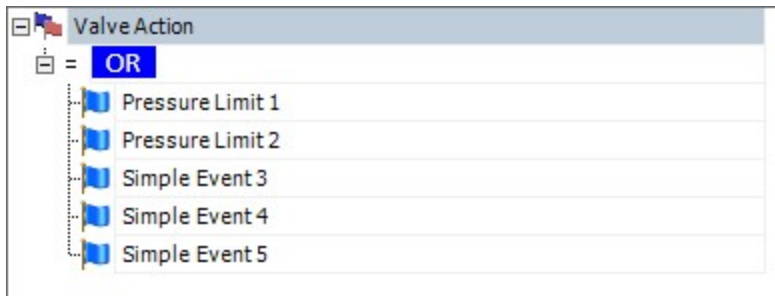 Valve Action
= OR
Pressure Limit 1
Pressure Limit 2
Simple Event 3
Simple Event 4
Simple Event 5